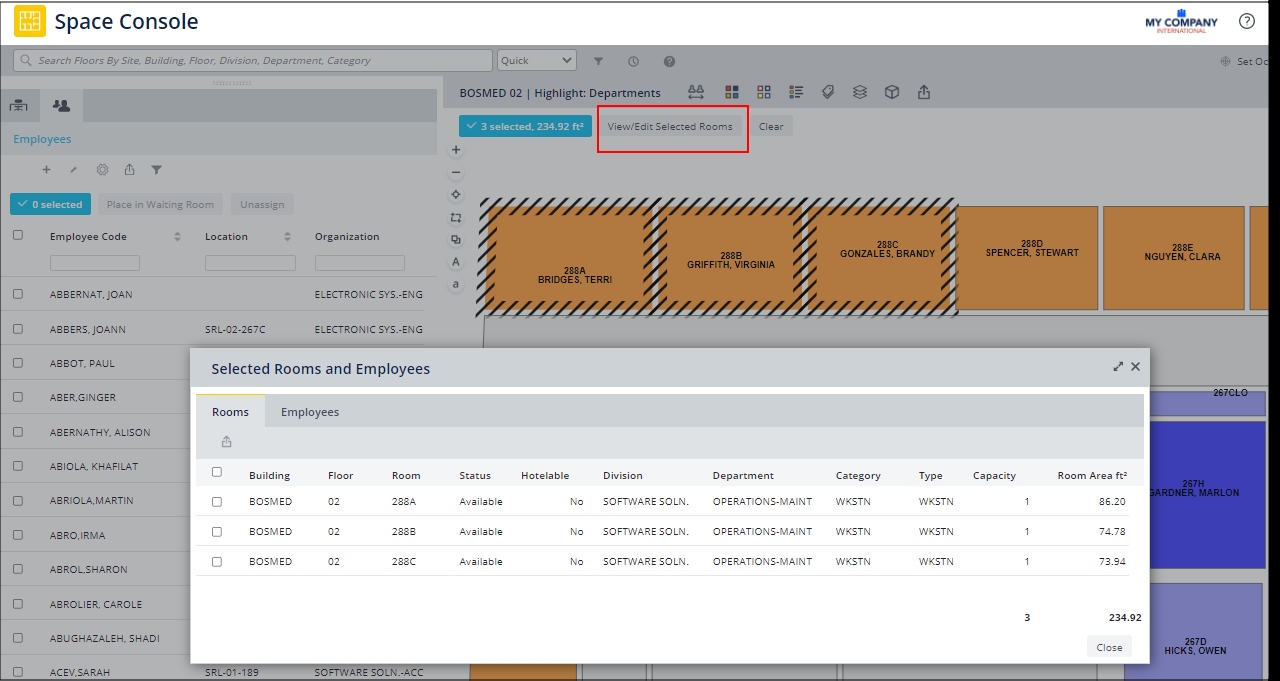 Space Console
MY COMPANY
INTERNATIONAL
?
Search Floors By Site, Building, Floor, Division, Department, Category
Quick
Set Oc
BOSMED 02 | Highlight: Departments
3 selected, 234.92 ft²
View/Edit Selected Rooms
Clear
Employees
0 selected
Place in Waiting Room
Unassign
Employee Code Location Organization
ABBERNAT, JOAN ELECTRONIC SYS.-ENG
ABBERS, JOANN SRL-02-267C ELECTRONIC SYS.-ENG
ABBOT, PAUL
ABER,GINGER
ABERNATHY, ALISON
ABIOLA, KHAFILAT
ABRIOLA,MARTIN
ABRO,IRMA
ABROL,SHARON
ABROLIER, CAROLE
ABUGHAZALEH, SHADI
ACEV,SARAH SRL-01-189 SOFTWARE SOLN.-ACC
A
a
288A
BRIDGES, TERRI
288B
GRIFFITH, VIRGINIA
288C
GONZALES, BRANDY
288D
SPENCER, STEWART
288E
NGUYEN, CLARA
267CLO
267H
GARDNER, MARLON
267D
HICKS, OWEN
Selected Rooms and Employees
Rooms Employees
Building Floor Room Status Hotelable Division Department Category Type Capacity Room Area ft²
BOSMED 02 288A Available No SOFTWARE SOLN. OPERATIONS-MAINT WKSTN WKSTN 1 86.20
BOSMED 02 288B Available No SOFTWARE SOLN. OPERATIONS-MAINT WKSTN WKSTN 1 74.78
BOSMED 02 288C Available No SOFTWARE SOLN. OPERATIONS-MAINT WKSTN WKSTN 1 73.94
3 234.92
Close